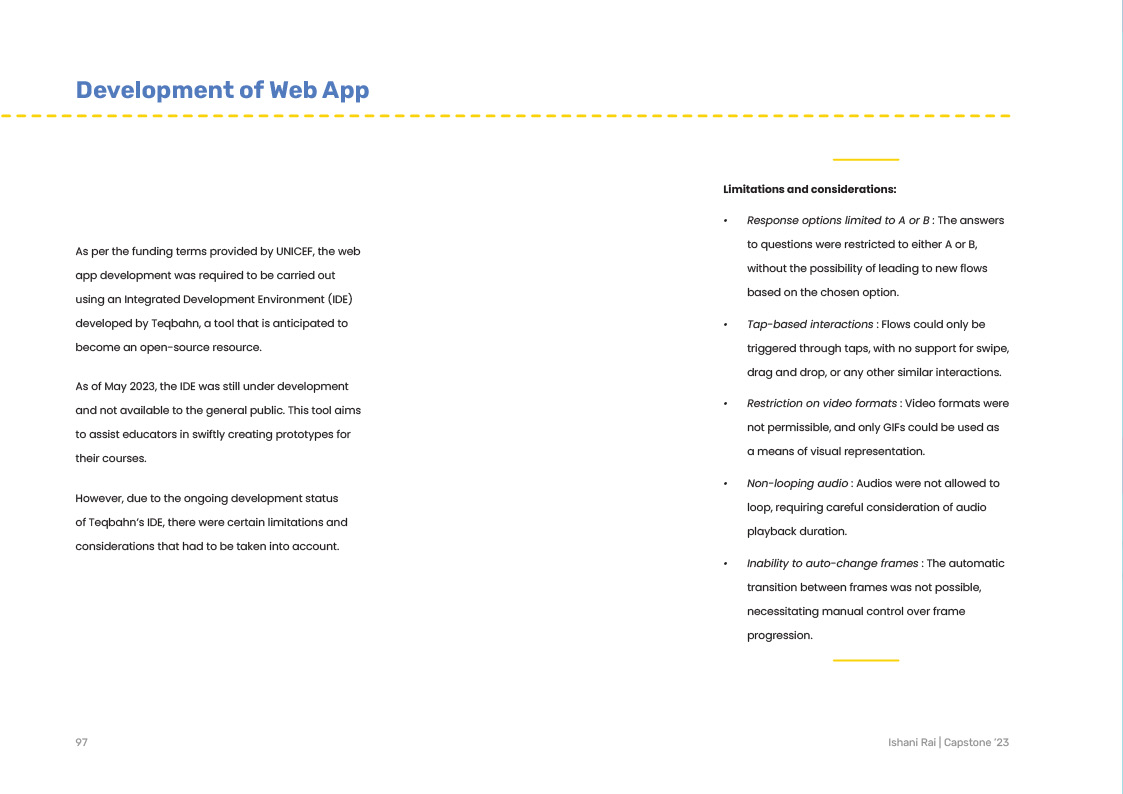 Development of Web App
As per the funding terms provided by UNICEF, the web
app development was required to be carried out
using an Integrated Development Environment (IDE)
developed by Teqbahn, a tool that is anticipated to
become an open-source resource.
As of May 2023, the IDE was still under development
and not available to the general public. This tool aims
to assist educators in swiftly creating prototypes for
their courses.
However, due to the ongoing development status
of Teqbahn’s IDE, there were certain limitations and
considerations that had to be taken into account.
Limitations and considerations:
• Response options limited to A or B : The answers
to questions were restricted to either A or B,
without the possibility of leading to new flows
based on the chosen option.
• Tap-based interactions : Flows could only be
triggered through taps, with no support for swipe,
drag and drop, or any other similar interactions.
• Restriction on video formats : Video formats were
not permissible, and only GIFs could be used as
a means of visual representation.
• Non-looping audio : Audios were not allowed to
loop, requiring careful consideration of audio
playback duration.
• Inability to auto-change frames : The automatic
transition between frames was not possible,
necessitating manual control over frame
progression.
97
Ishani Rai | Capstone ’23